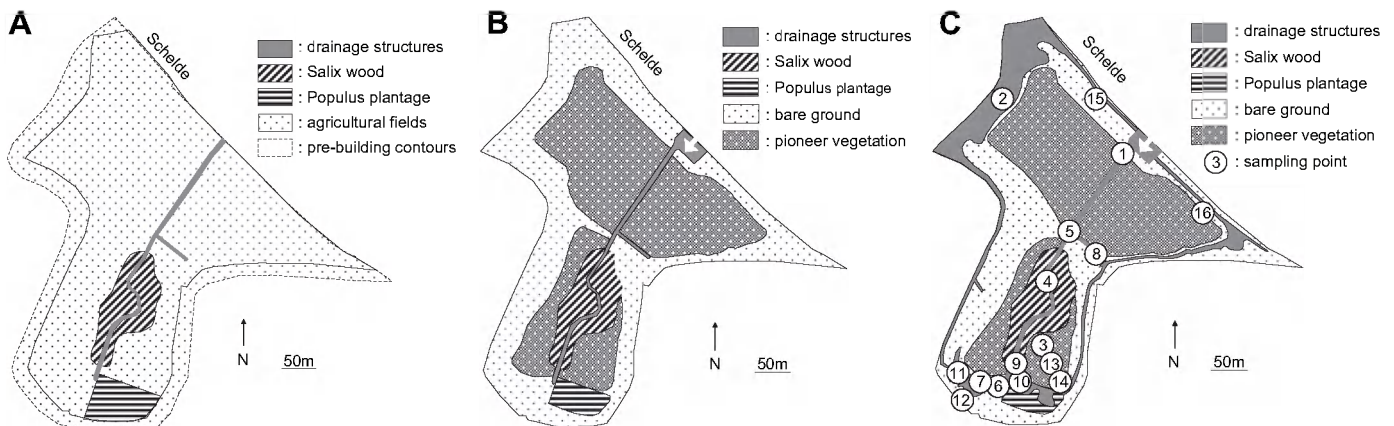 A
Schelde
: drainage structures
: Salix wood
: Populus plantage
: agricultural fields
: pre-building contours
N
50m
B
Schelde
: drainage structures
: Salix wood
: Populus plantage
: bare ground
: pioneer vegetation
N
50m
C
Schelde
: drainage structures
: Salix wood
: Populus plantage
: bare ground
: pioneer vegetation
3 : sampling point
2
15
1
16
5
8
4
3
9
13
11
7
6
10
14
12
N
50m